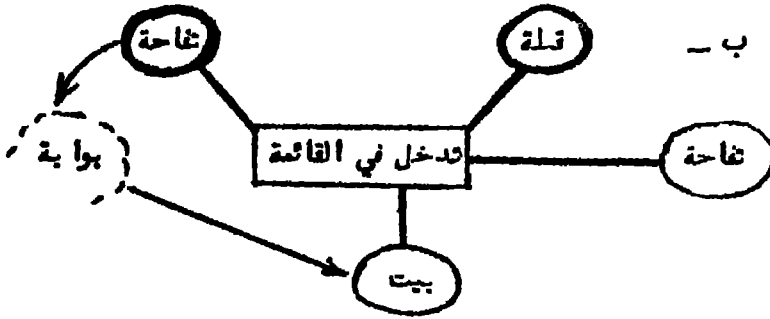 ب –
تفاحة
قبلة
تدخل في القائمة
تفاحة
بوابة
بيت